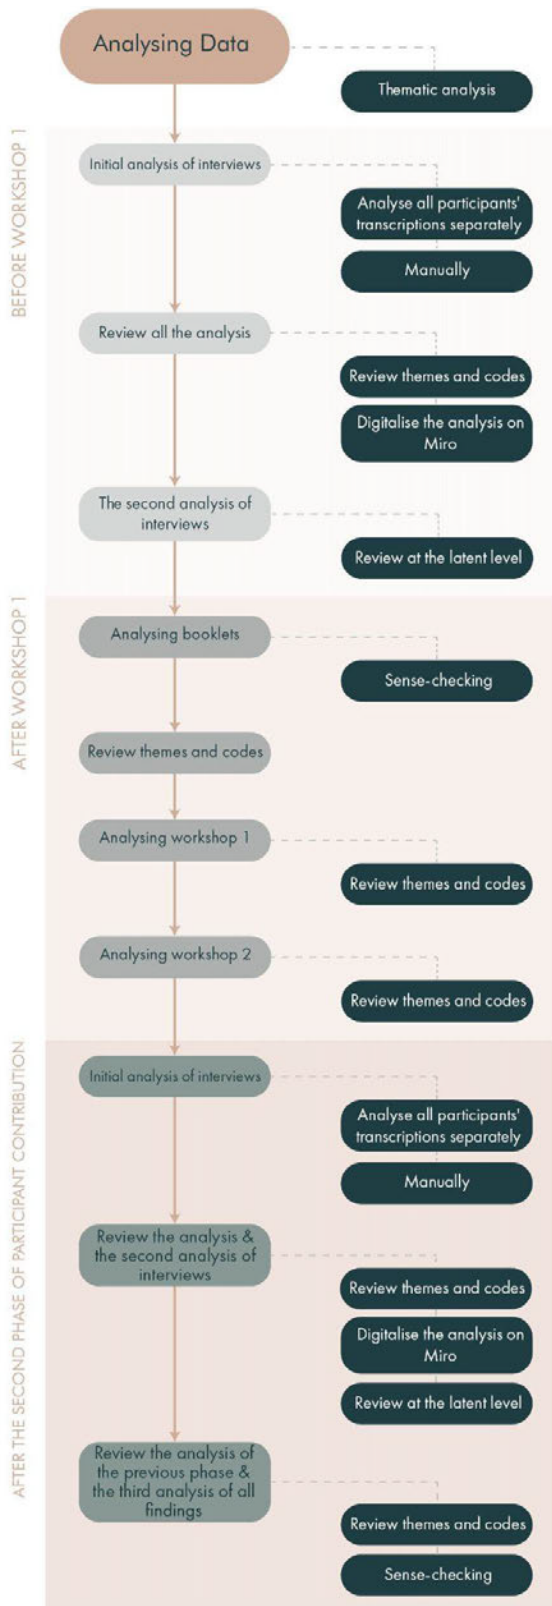 Analysing Data
Thematic analysis
BEFORE WORKSHOP 1
Initial analysis of interviews
Analyse all participants'
transcriptions separately
Manually
Review all the analysis
Review themes and codes
Digitalise the analysis on
Miro
The second analysis of
interviews
Review at the latent level
AFTER WORKSHOP 1
Analysing booklets
Sense-checking
Review themes and codes
Analysing workshop 1
Review themes and codes
Analysing workshop 2
Review themes and codes
AFTER THE SECOND PHASE OF PARTICIPANT CONTRIBUTION
Initial analysis of interviews
Analyse all participants'
transcriptions separately
Manually
Review the analysis &
the second analysis of
interviews
Review themes and codes
Digitalise the analysis on
Miro
Review at the latent level
Review the analysis of
the previous phase &
the third analysis of all
findings
Review themes and codes
Sense-checking